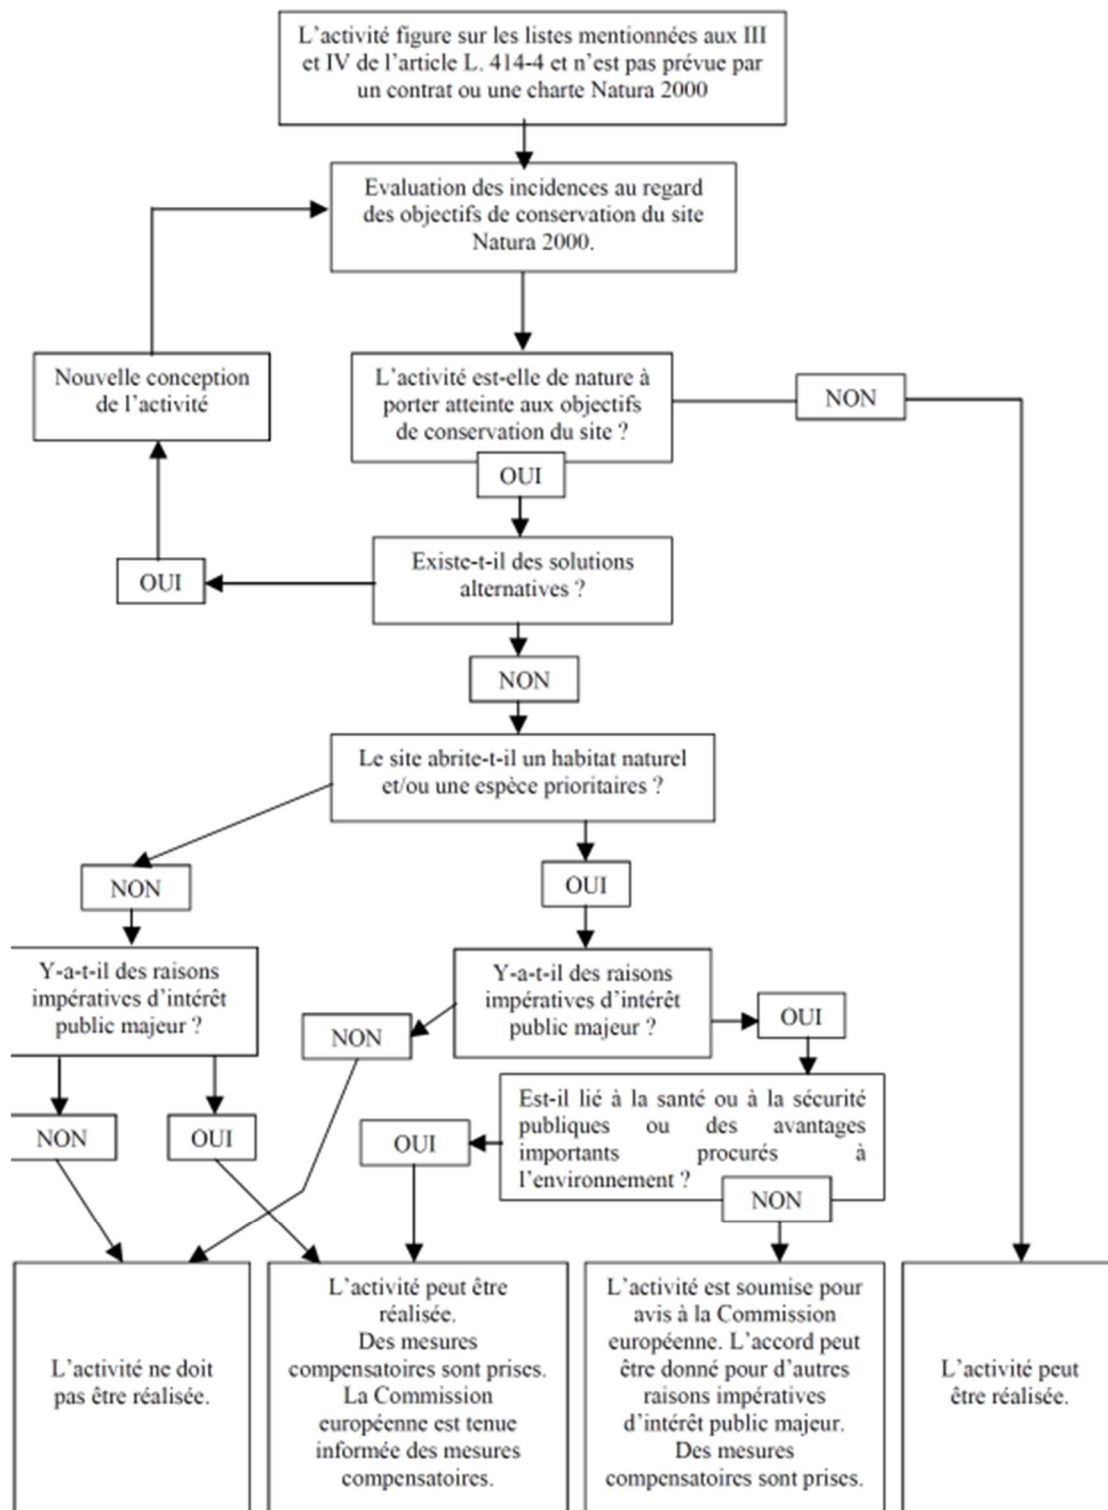 L'activité figure sur les listes mentionnées aux III
et IV de l'article L. 414-4 et n'est pas prévue par
un contrat ou une charte Natura 2000
Evaluation des incidences au regard
des objectifs de conservation du site
Natura 2000.
Nouvelle conception
de l'activité
L'activité est-elle de nature à
porter atteinte aux objectifs
de conservation du site ?
NON
OUI
Existe-t-il des solutions
alternatives ?
OUI
NON
Le site abrite-t-il un habitat naturel
et/ou une espèce prioritaires ?
NON
OUI
Y-a-t-il des raisons
impératives d'intérêt
public majeur ?
Y-a-t-il des raisons
impératives d'intérêt
public majeur ?
OUI
NON
NON
OUI
OUI
Est-il lié à la santé ou à la sécurité
publiques ou des avantages
importants procurés à
l'environnement ?
NON
L'activité ne doit
pas être réalisée.
L'activité peut être
réalisée.
Des mesures
compensatoires sont prises.
La Commission
européenne est tenue
informée des mesures
compensatoires.
L'activité est soumise pour
avis à la Commission
européenne. L'accord peut
être donné pour d'autres
raisons impératives
d'intérêt public majeur.
Des mesures
compensatoires sont prises.
L'activité peut
être réalisée.